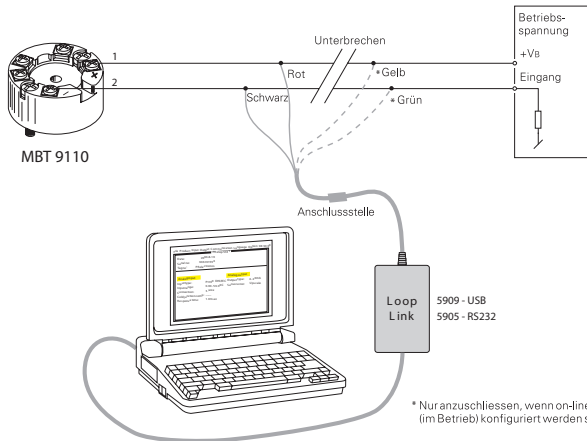 Betriebs-
spannung
+VB
Eingang
Unterbrechen
1
2
Rot
Schwarz
*Gelb
*Grün
MBT 9110
Anschlussstelle
Loop
Link
5909 - USB
5905 - RS232
* Nur anzuschliessen, wenn on-line
(im Betrieb) konfiguriert werden s